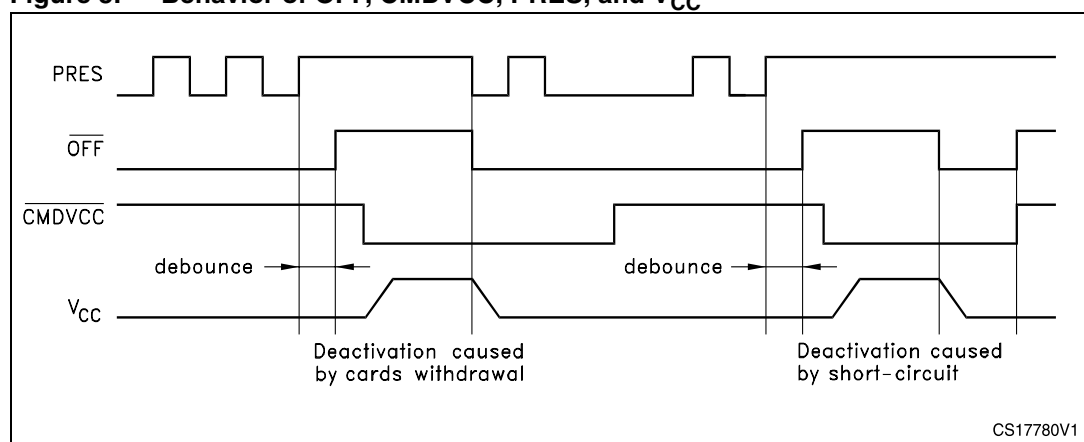 Figure 8. Behavior of OFF, CMDVCC, PRES, and VCC
PRES
OFF
CMDVCC
debounce
debounce
VCC
Deactivation caused
by cards withdrawal
Deactivation caused
by short-circuit
CS17780V1